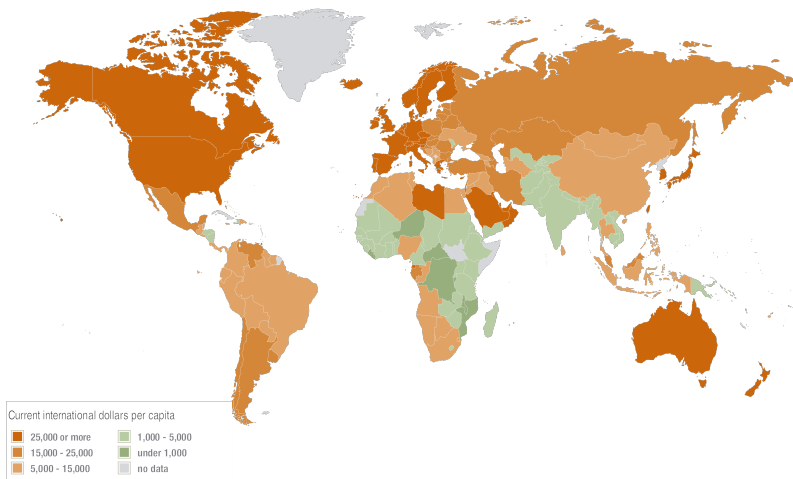 Current international dollars per capita
25,000 or more
15,000 - 25,000
5,000 - 15,000
1,000 - 5,000
under 1,000
no data